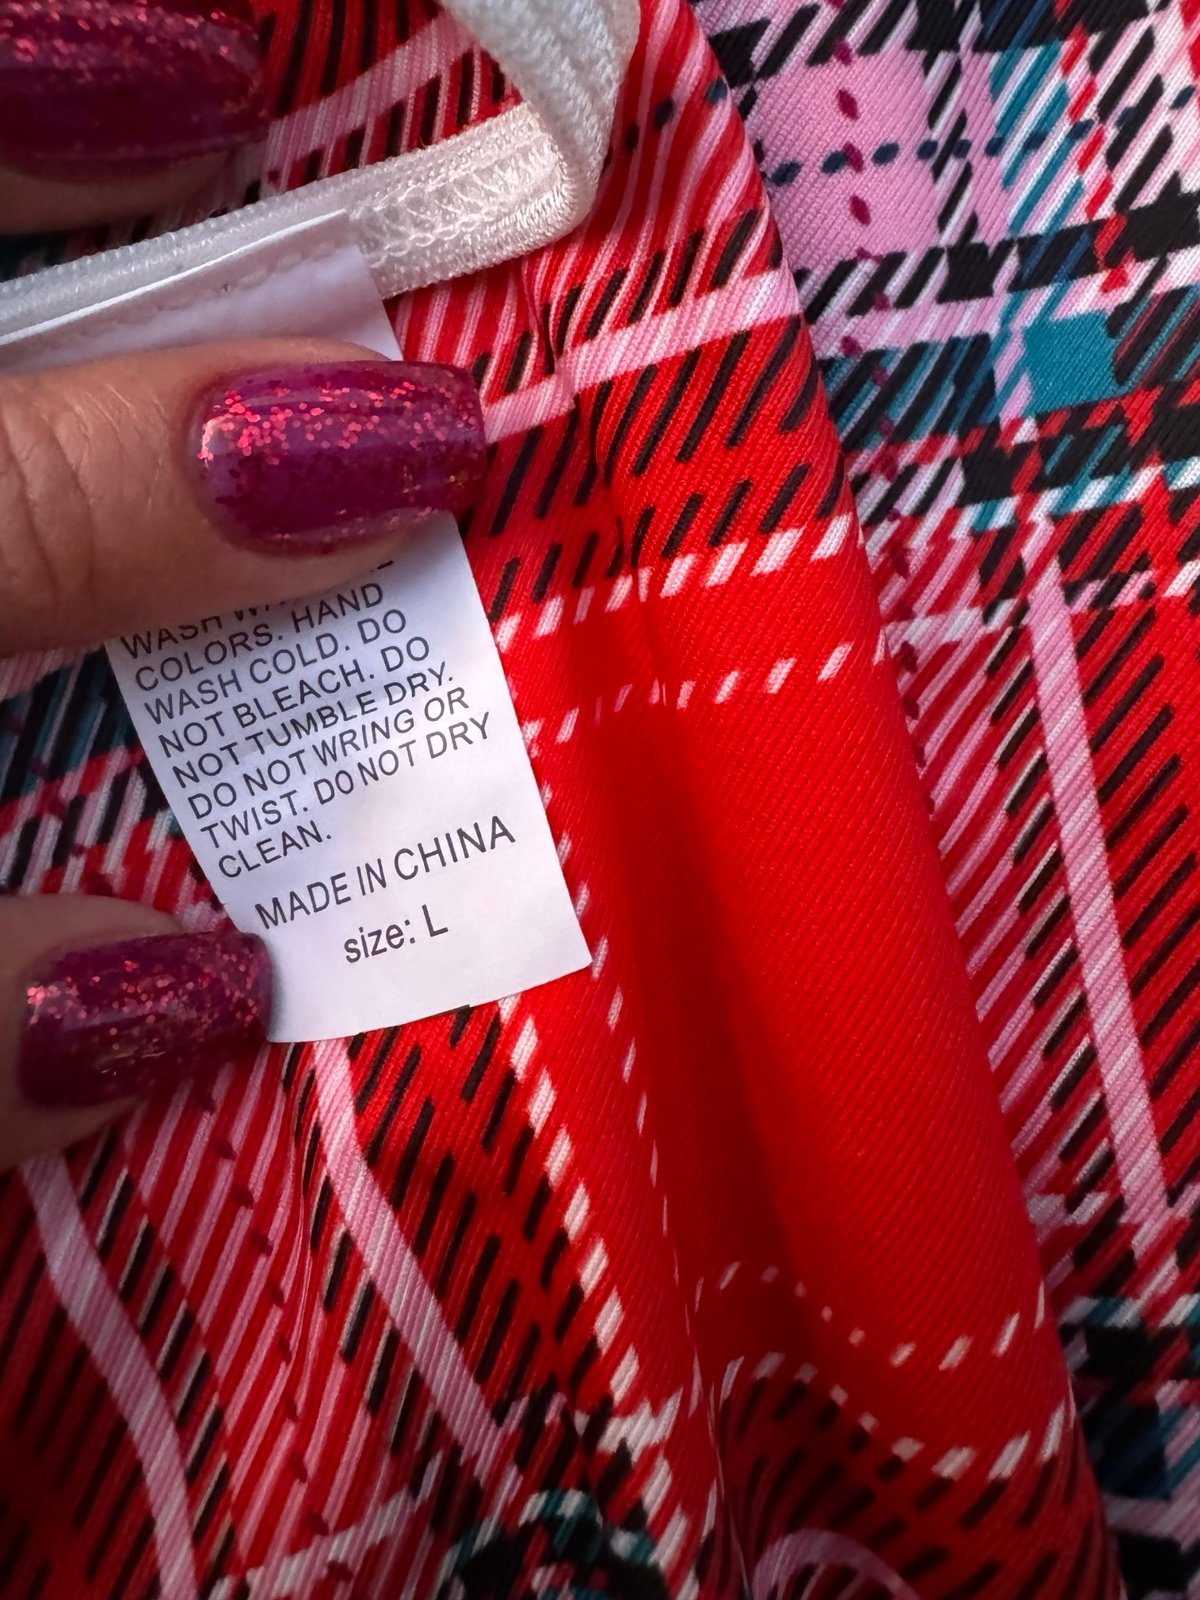 WASH
COLORS. HAND
WASH COLD. DO
NOT BLEACH. DO
NOT TUMBLE DRY.
DO NOT WRING OR
TWIST. DO NOT DRY
CLEAN.
MADE IN CHINA
size: L